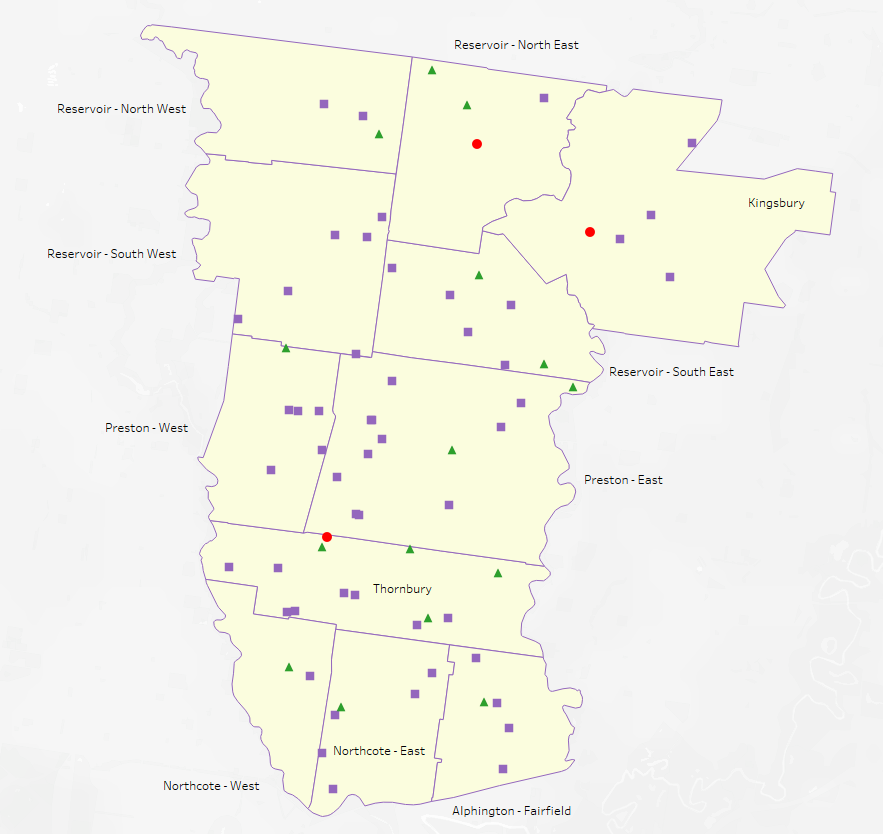 Reservoir - North East
Reservoir - North West
Kingsbury
Reservoir - South West
Reservoir - South East
Preston - West
Preston - East
Thornbury
Northcote - East
Northcote - West
Alphington - Fairfield